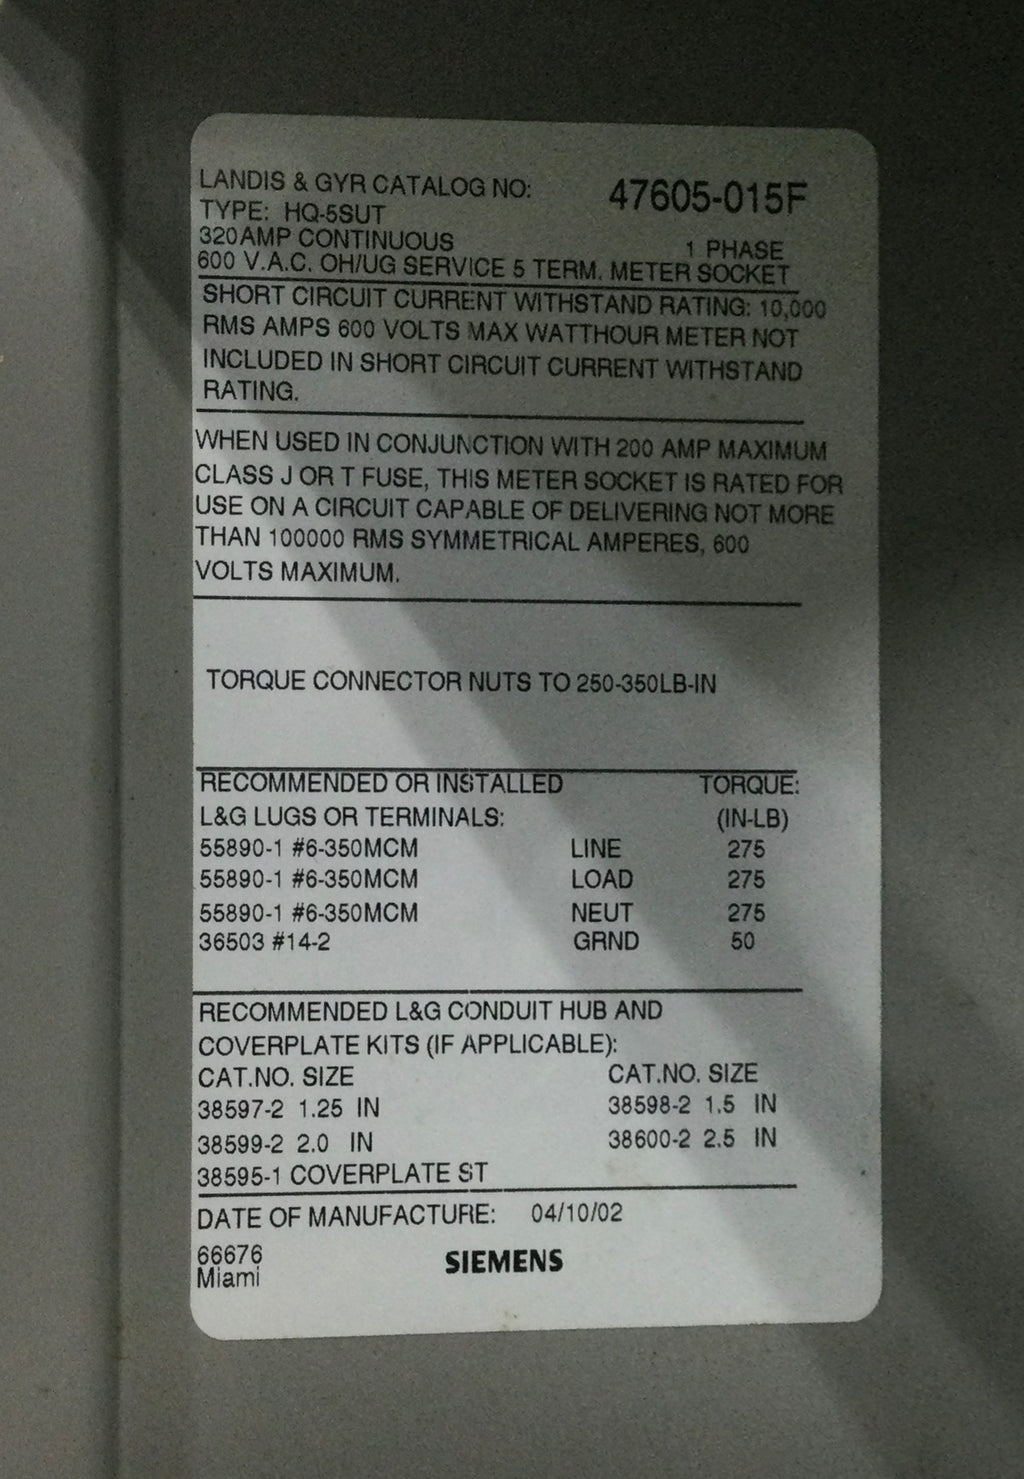 LANDIS & GYR CATALOG NO: 47605-015F
TYPE: HQ-5SUT
320AMP CONTINUOUS 1 PHASE
600 V.A.C. OH/UG SERVICE 5 TERM. METER SOCKET
SHORT CIRCUIT CURRENT WITHSTAND RATING: 10,000
RMS AMPS 600 VOLTS MAX WATTHOUR METER NOT
INCLUDED IN SHORT CIRCUIT CURRENT WITHSTAND
RATING.
WHEN USED IN CONJUNCTION WITH 200 AMP MAXIMUM
CLASS J OR T FUSE, THIS METER SOCKET IS RATED FOR
USE ON A CIRCUIT CAPABLE OF DELIVERING NOT MORE
THAN 100000 RMS SYMMETRICAL AMPERES, 600
VOLTS MAXIMUM.
TORQUE CONNECTOR NUTS TO 250-350LB-IN
RECOMMENDED OR INSTALLED TORQUE:
L&G LUGS OR TERMINALS: (IN-LB)
55890-1 #6-350MCM LINE 275
55890-1 #6-350MCM LOAD 275
55890-1 #6-350MCM NEUT 275
36503 #14-2 GRND 50
RECOMMENDED L&G CONDUIT HUB AND
COVERPLATE KITS (IF APPLICABLE):
CAT.NO. SIZE CAT.NO. SIZE
38597-2 1.25 IN 38598-2 1.5 IN
38599-2 2.0 IN 38600-2 2.5 IN
38595-1 COVERPLATE ST
DATE OF MANUFACTURE: 04/10/02
66676
Miami SIEMENS